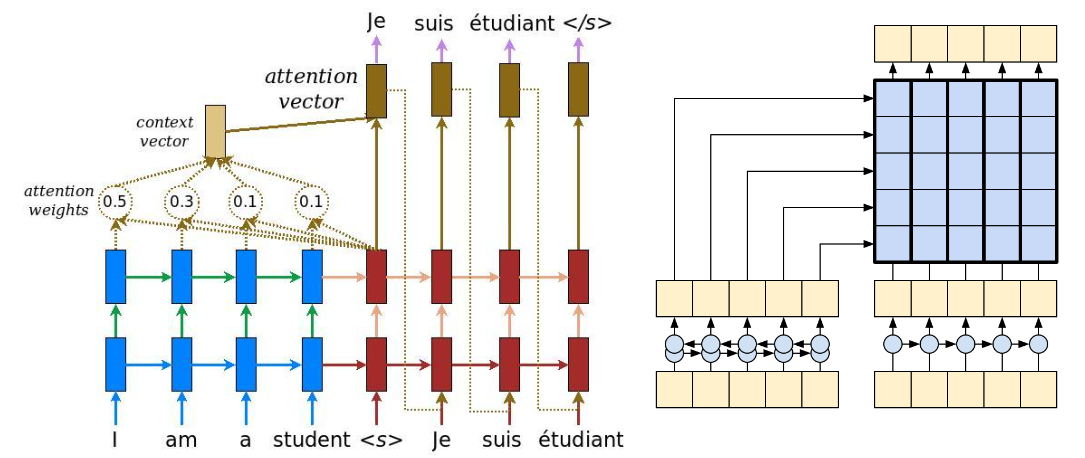 Je suis étudiant </s>
attention
vector
context
vector
attention
weights
0.5 0.3 0.1 0.1
I am a student <s> Je suis étudiant